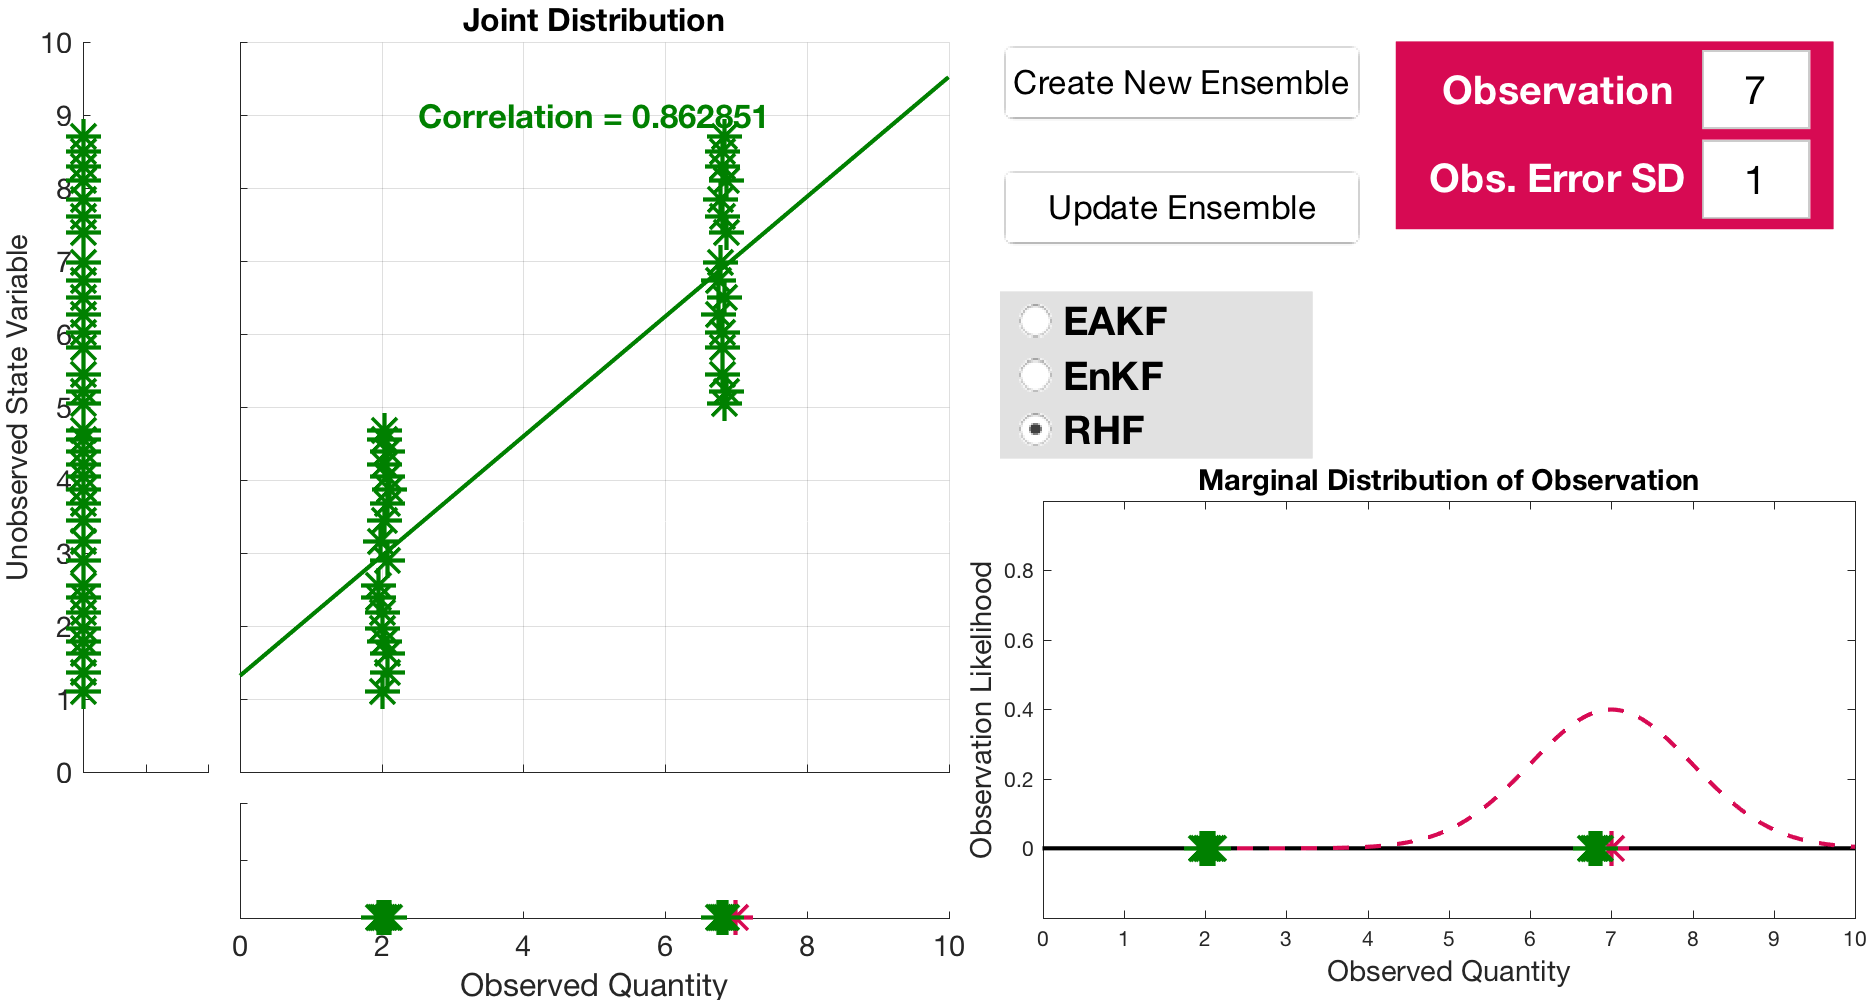 Joint Distribution
Correlation = 0.862851
Unobserved State Variable
10
9
8
7
6
5
4
3
2
1
0
0 2 4 6 8 10
Observed Quantity
Create New Ensemble
Update Ensemble
Observation 7
Obs. Error SD 1
EAKF
EnKF
RHF
Marginal Distribution of Observation
Observation Likelihood
0.8
0.6
0.4
0.2
0
0 1 2 3 4 5 6 7 8 9 10
Observed Quantity